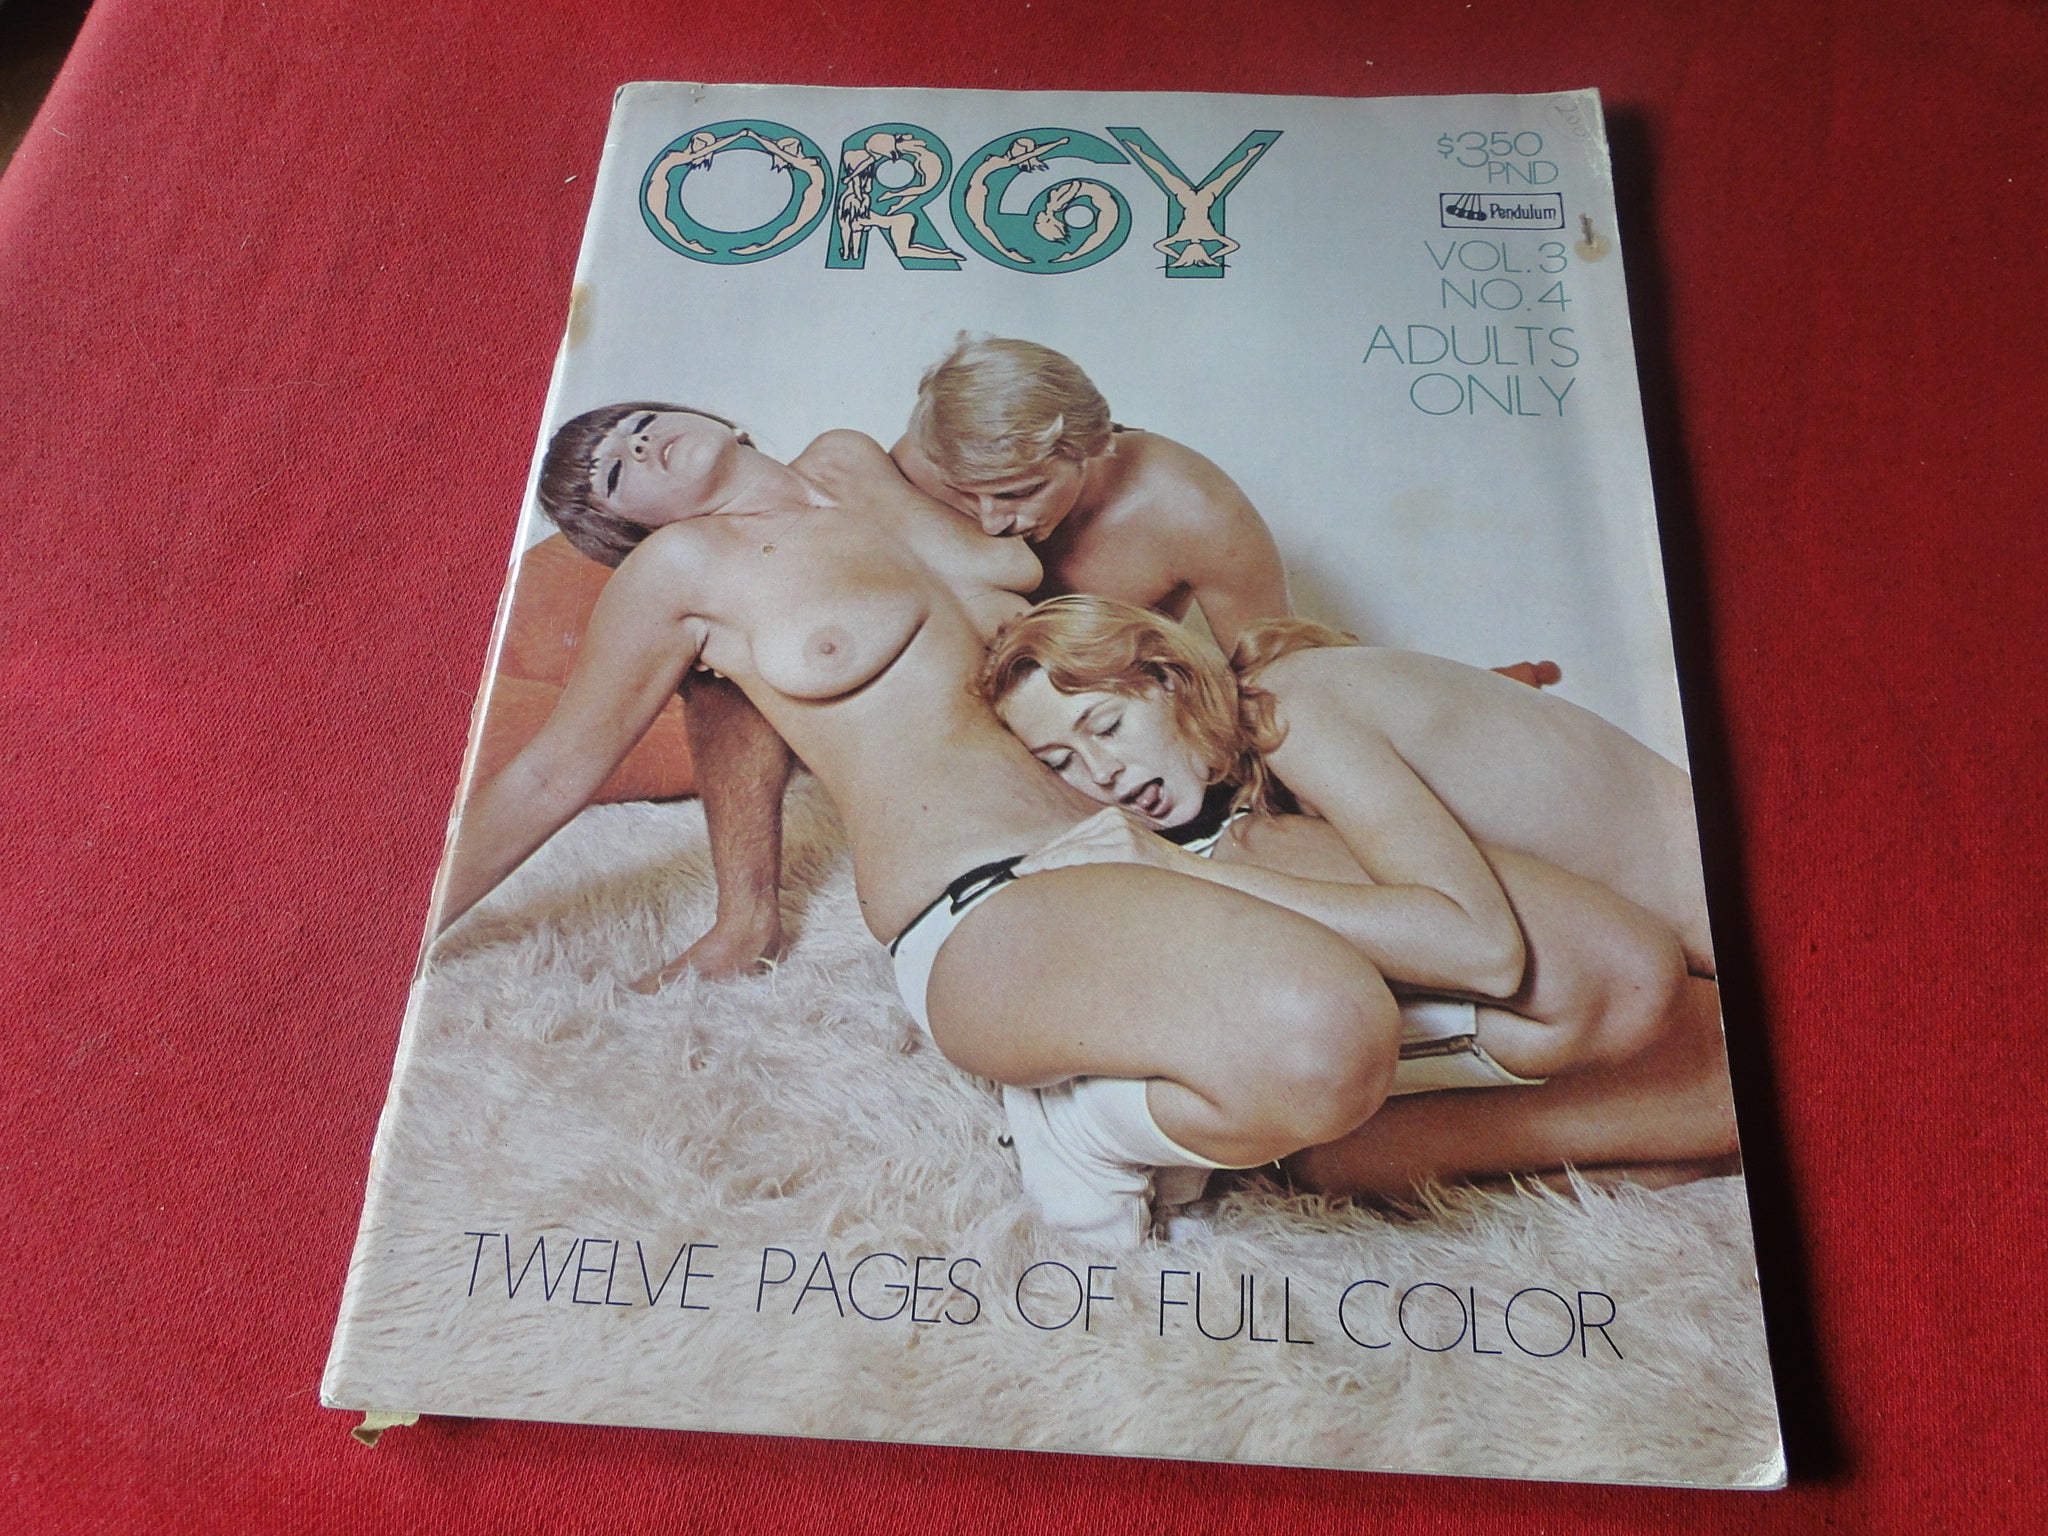 ORGY
$3.50
PND
Pendulum
VOL. 3
NO. 4
ADULTS
ONLY
TWELVE PAGES OF FULL COLOR